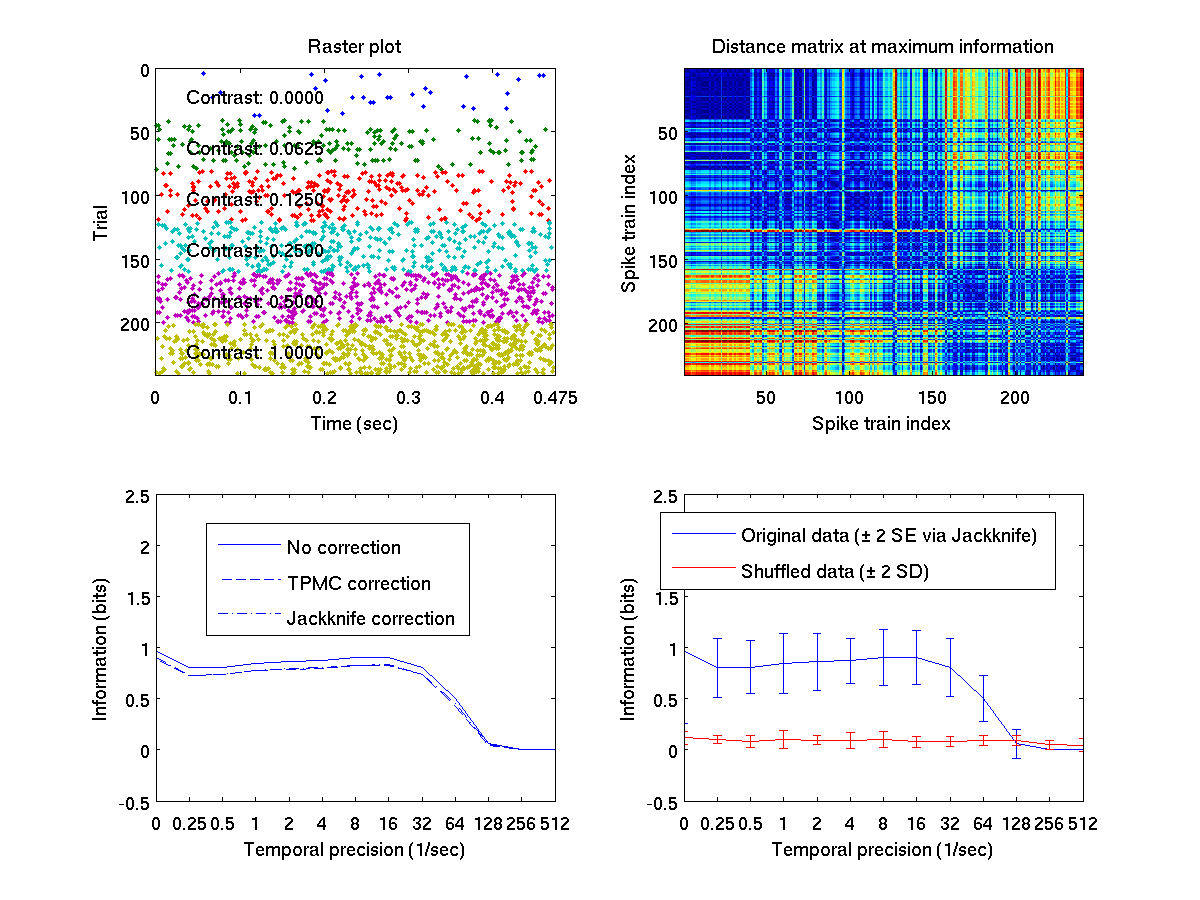 Raster plot
0
50
100
150
200
Trial
Contrast: 0.0000
Contrast: 0.0625
Contrast: 0.1250
Contrast: 0.2500
Contrast: 0.5000
Contrast: 1.0000
0 0.1 0.2 0.3 0.4 0.475
Time (sec)
Distance matrix at maximum information
50
100
150
200
Spike train index
50 100 150 200
Spike train index
2.5
2
1.5
1
0.5
0
-0.5
Information (bits)
No correction
TPMC correction
Jackknife correction
0 0.25 0.5 1 2 4 8 16 32 64 128 256 512
Temporal precision (1/sec)
2.5
2
1.5
1
0.5
0
-0.5
Information (bits)
Original data (± 2 SE via Jackknife)
Shuffled data (± 2 SD)
0 0.25 0.5 1 2 4 8 16 32 64 128 256 512
Temporal precision (1/sec)